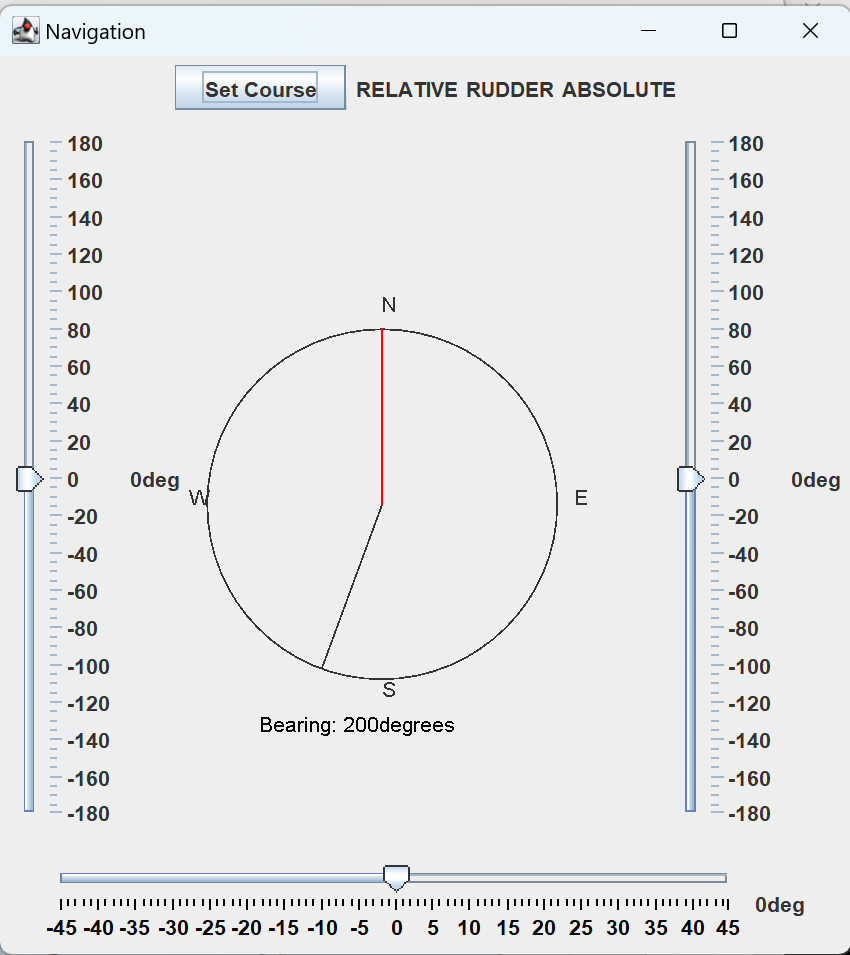 Navigation
Set Course RELATIVE RUDDER ABSOLUTE
180 180
160 160
140 140
120 120
100 100
N
80 80
60 60
40 40
20 20
0 0deg 0 0deg
W E
-20 -20
-40 -40
-60 -60
-80 -80
-100 -100
S
-120 -120
Bearing: 200degrees
-140 -140
-160 -160
-180 -180
0deg
-45 -40 -35 -30 -25 -20 -15 -10 -5 0 5 10 15 20 25 30 35 40 45